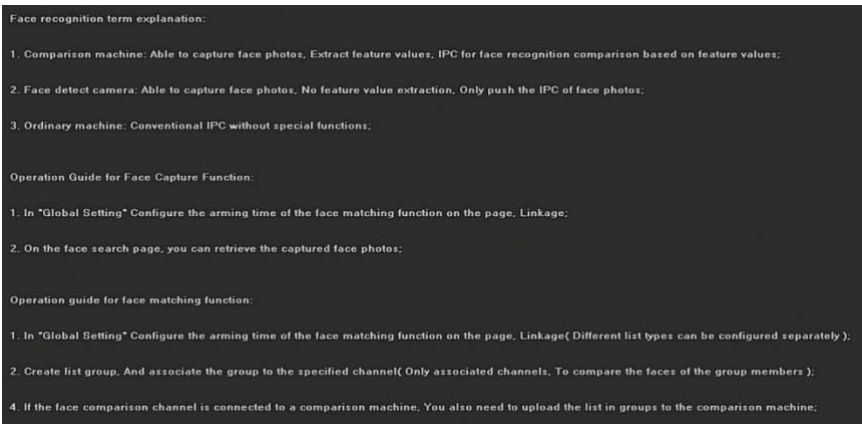 Face recognition term explanation:
1. Comparison machine: Able to capture face photos, Extract feature values, IPC for face recognition comparison based on feature values;
2. Face detect camera: Able to capture face photos, No feature value extraction, Only push the IPC of face photos;
3. Ordinary machine: Conventional IPC without special functions;
Operation Guide for Face Capture Function:
1. In "Global Setting" Configure the arming time of the face matching function on the page, Linkage;
2. On the face search page, you can retrieve the captured face photos;
Operation guide for face matching function:
1. In "Global Setting" Configure the arming time of the face matching function on the page, Linkage( Different list types can be configured separately );
2. Create list group, And associate the group to the specified channel( Only associated channels, To compare the faces of the group members );
4. If the face comparison channel is connected to a comparison machine, You also need to upload the list in groups to the comparison machine;